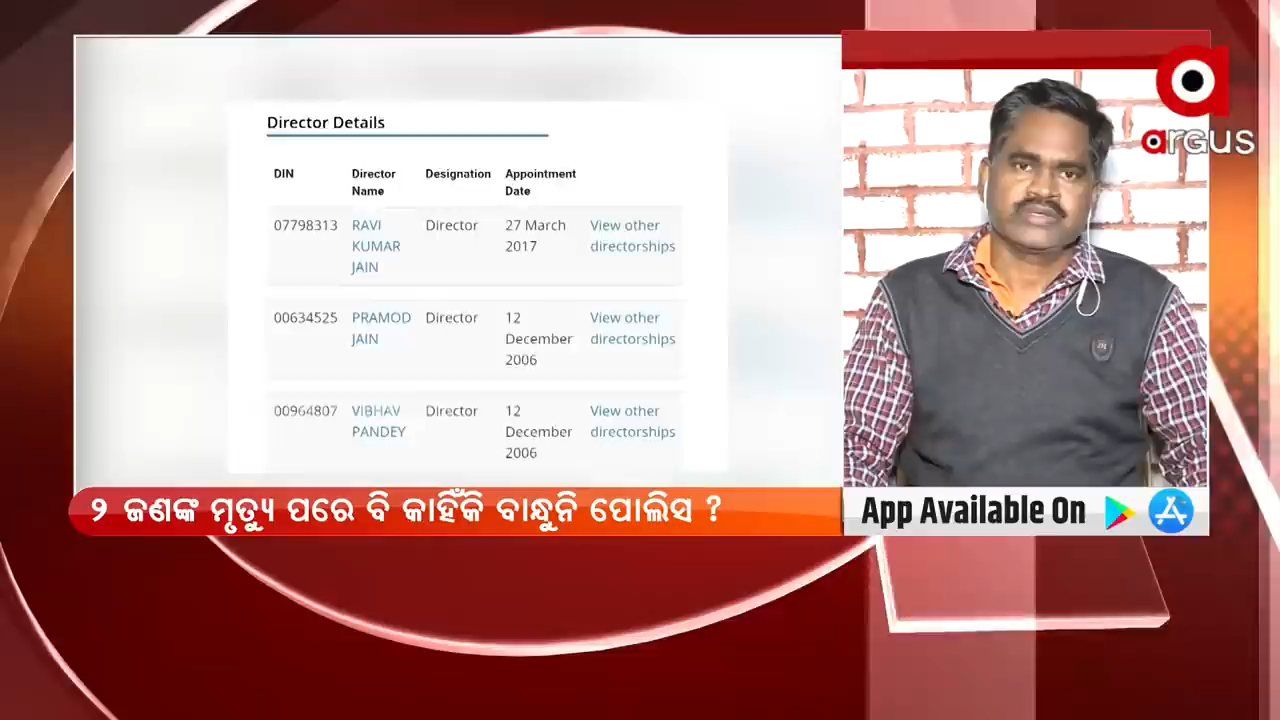 Director Details
DIN Director Name Designation Appointment Date
07798313 RAVI KUMAR JAIN Director 27 March 2017 View other directorships
00634525 PRAMOD JAIN Director 12 December 2006 View other directorships
00964807 VIBHAV PANDEY Director 12 December 2006 View other directorships
୨ ଜଣଙ୍କ ମୃତ୍ୟୁ ପରେ ବି କାହିଁକି ବାନ୍ଧୁନି ପୋଲିସ ?
argus
App Available On